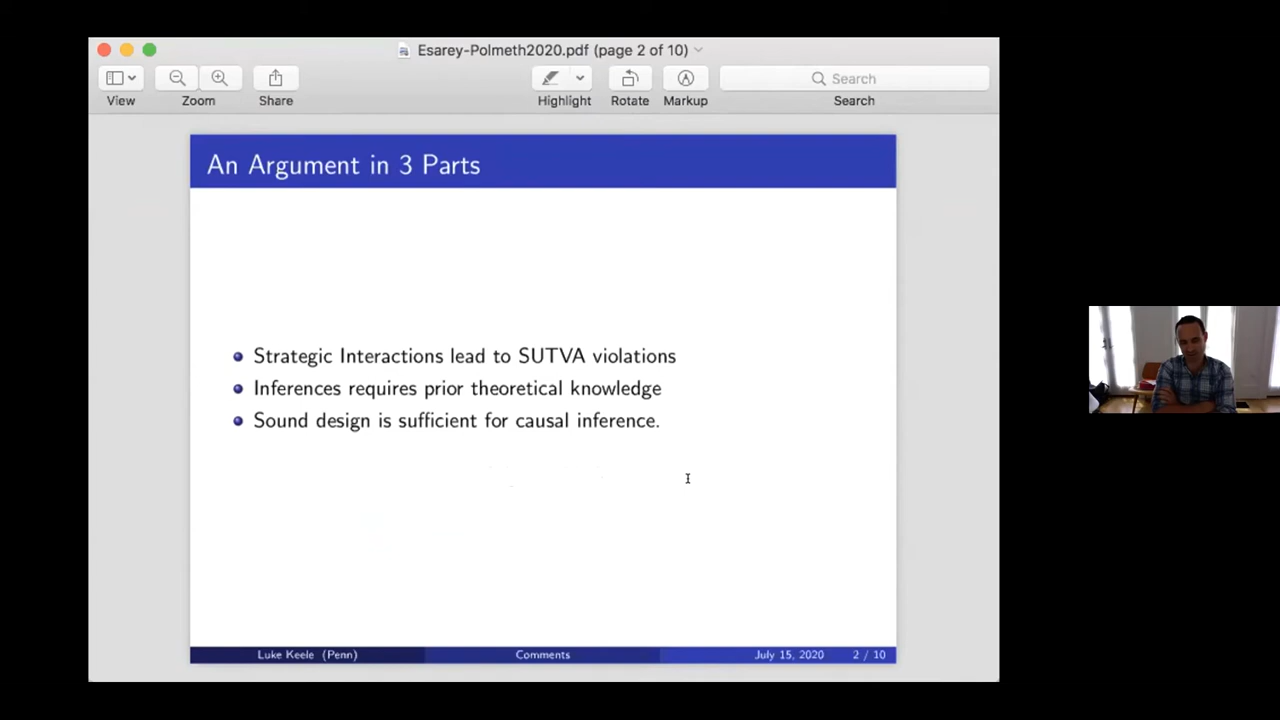 Esarey-Polmeth2020.pdf (page 2 of 10)
Search
View
Zoom
Share
Highlight
Rotate
Markup
Search
An Argument in 3 Parts
Strategic Interactions lead to SUTVA violations
Inferences requires prior theoretical knowledge
Sound design is sufficient for causal inference.
Luke Keele (Penn) Comments July 15, 2020 2 / 10